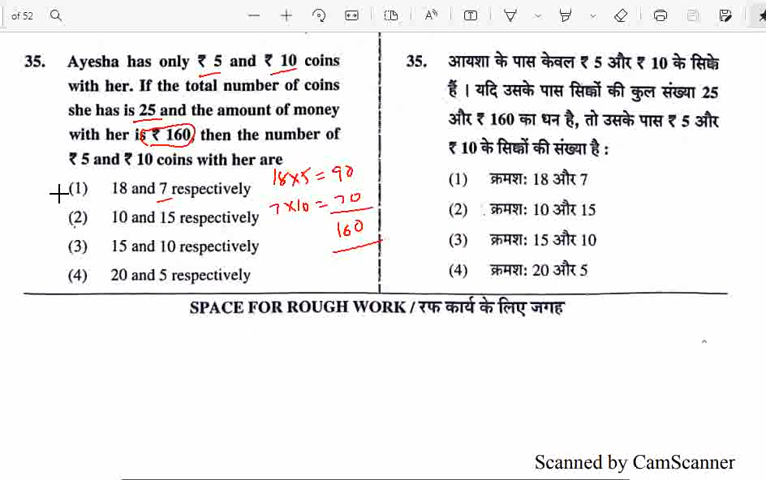 of 52
35. Ayesha has only ₹ 5 and ₹ 10 coins
with her. If the total number of coins
she has is 25 and the amount of money
with her is ₹ 160, then the number of
₹ 5 and ₹ 10 coins with her are
(1) 18 and 7 respectively
(2) 10 and 15 respectively
(3) 15 and 10 respectively
(4) 20 and 5 respectively
18×5 = 90
7×10 = 70
160
35. आयशा के पास केवल ₹ 5 और ₹ 10 के सिक्के
हैं । यदि उसके पास सिक्कों की कुल संख्या 25
और ₹ 160 का धन है, तो उसके पास ₹ 5 और
₹ 10 के सिक्कों की संख्या है :
(1) क्रमश: 18 और 7
(2) क्रमश: 10 और 15
(3) क्रमश: 15 और 10
(4) क्रमश: 20 और 5
SPACE FOR ROUGH WORK / रफ कार्य के लिए जगह
Scanned by CamScanner